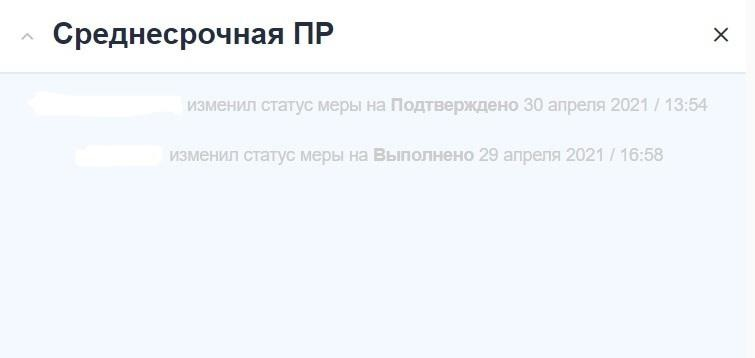 Среднесрочная ПР
изменил статус меры на Подтверждено 30 апреля 2021 / 13:54
изменил статус меры на Выполнено 29 апреля 2021 / 16:58